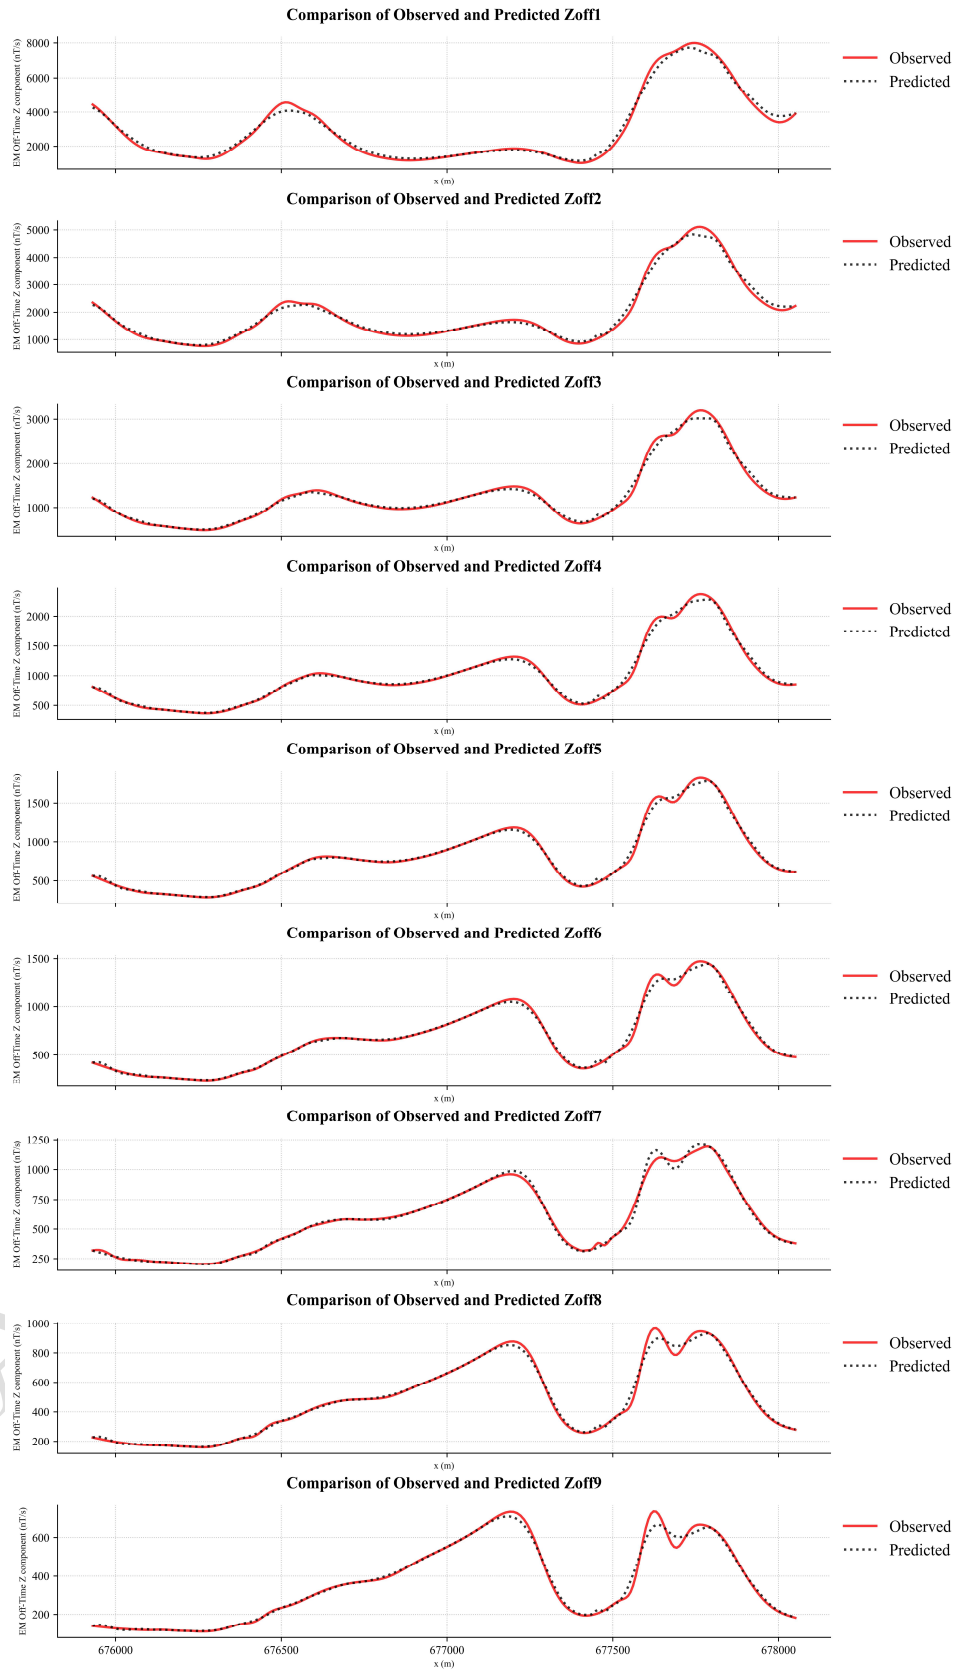 Comparison of Observed and Predicted Zoff1
EM Off-Time Z component (nT/s)
8000
6000
4000
2000
x (m)
Observed
Predicted
Comparison of Observed and Predicted Zoff2
EM Off-Time Z component (nT/s)
5000
4000
3000
2000
1000
x (m)
Observed
Predicted
Comparison of Observed and Predicted Zoff3
EM Off-Time Z component (nT/s)
3000
2000
1000
x (m)
Observed
Predicted
Comparison of Observed and Predicted Zoff4
EM Off-Time Z component (nT/s)
2000
1500
1000
500
x (m)
Observed
Predicted
Comparison of Observed and Predicted Zoff5
EM Off-Time Z component (nT/s)
1500
1000
500
x (m)
Observed
Predicted
Comparison of Observed and Predicted Zoff6
EM Off-Time Z component (nT/s)
1500
1000
500
x (m)
Observed
Predicted
Comparison of Observed and Predicted Zoff7
EM Off-Time Z component (nT/s)
1250
1000
750
500
250
x (m)
Observed
Predicted
Comparison of Observed and Predicted Zoff8
EM Off-Time Z component (nT/s)
1000
800
600
400
200
x (m)
Observed
Predicted
Comparison of Observed and Predicted Zoff9
EM Off-Time Z component (nT/s)
600
400
200
676000 676500 677000 677500 678000
x (m)
Observed
Predicted